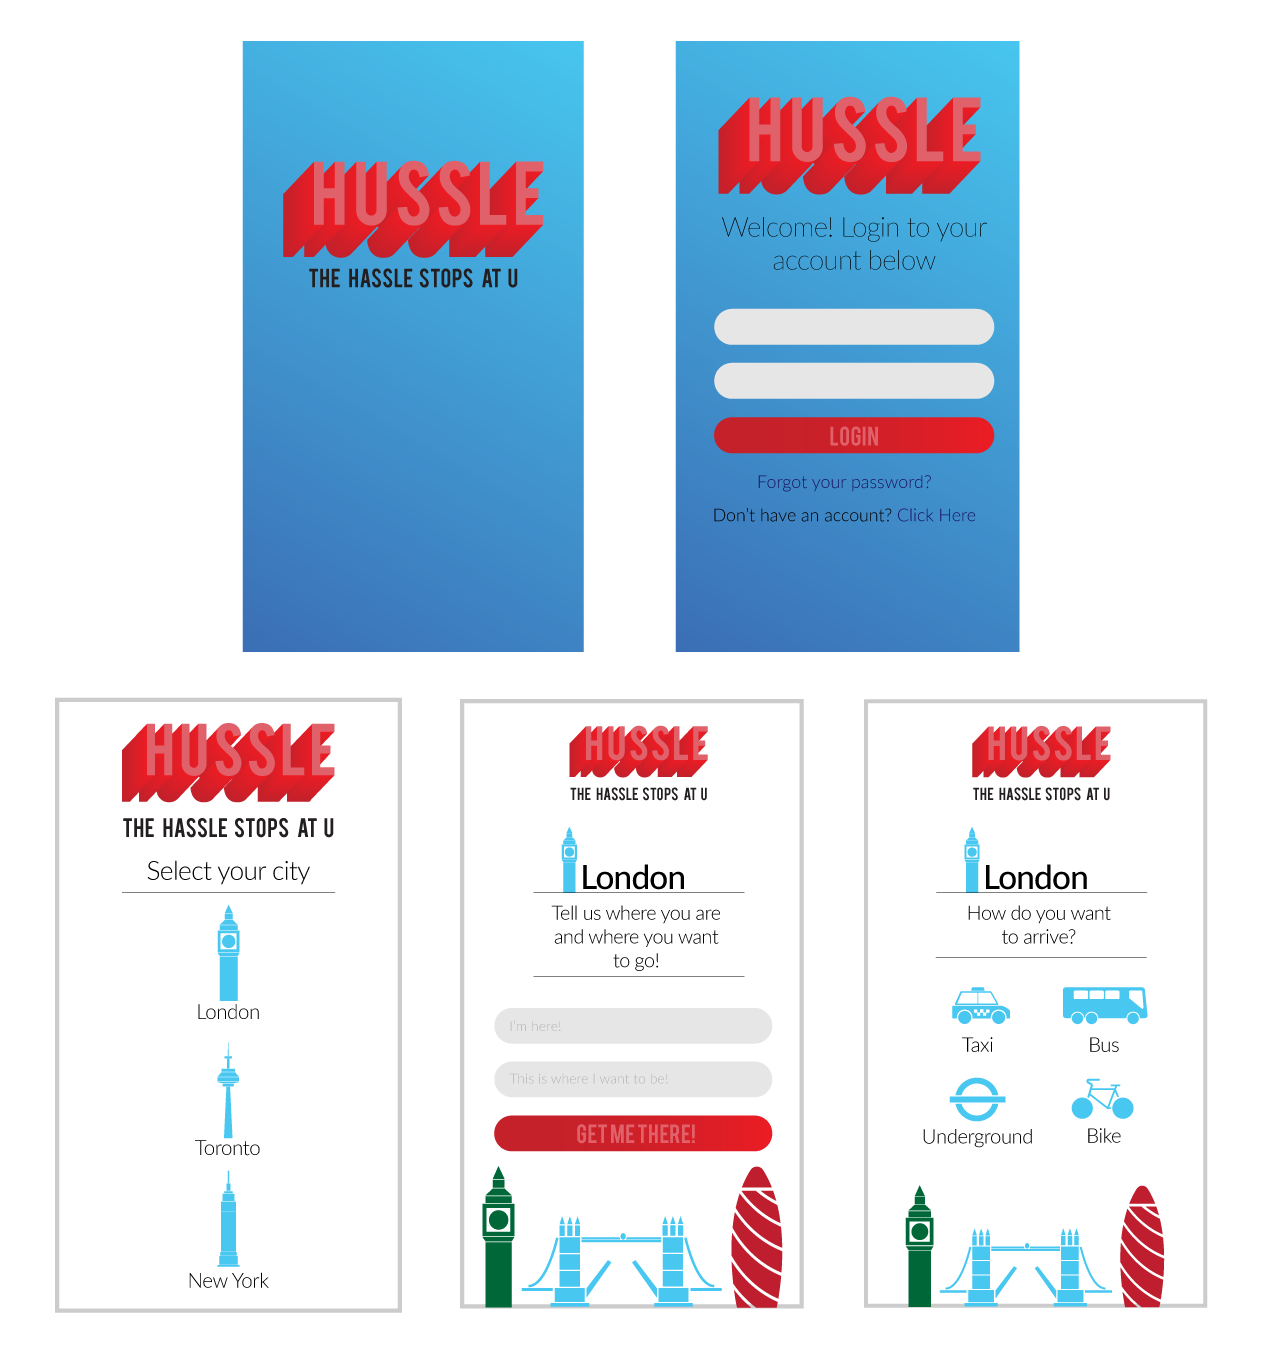 HUSSLE
THE HASSLE STOPS AT U
HUSSLE
Welcome! Login to your
account below
LOGIN
Forgot your password?
Don't have an account? Click Here
HUSSLE
THE HASSLE STOPS AT U
Select your city
London
Toronto
New York
HUSSLE
THE HASSLE STOPS AT U
London
Tell us where you are
and where you want
to go!
I'm here!
This is where I want to be!
GET ME THERE!
HUSSLE
THE HASSLE STOPS AT U
London
How do you want
to arrive?
Taxi
Bus
Underground
Bike